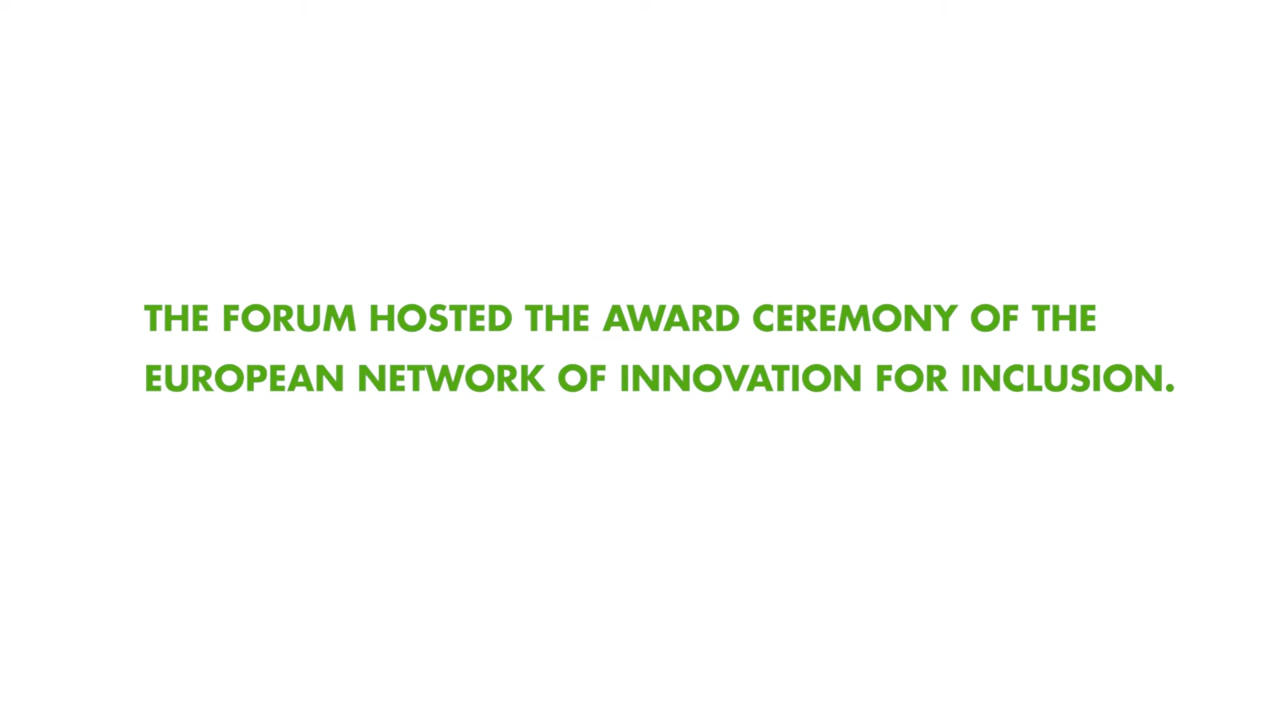 THE FORUM HOSTED THE AWARD CEREMONY OF THE
EUROPEAN NETWORK OF INNOVATION FOR INCLUSION.